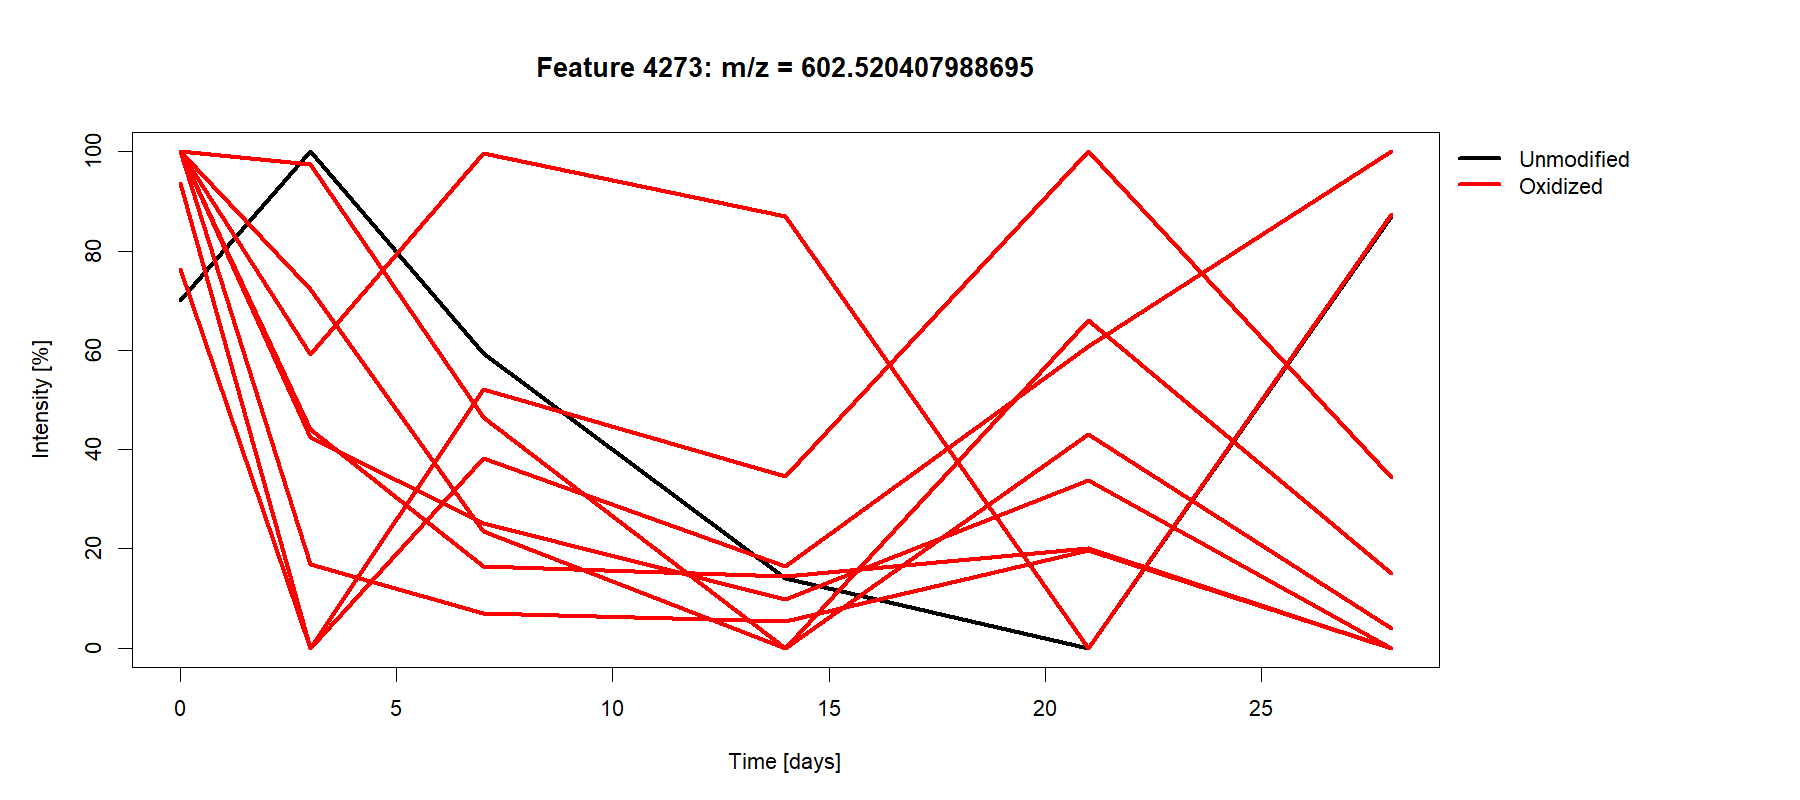 Feature 4273: m/z = 602.520407988695
Unmodified
Oxidized
Intensity [%]
100
80
60
40
20
0
0 5 10 15 20 25
Time [days]